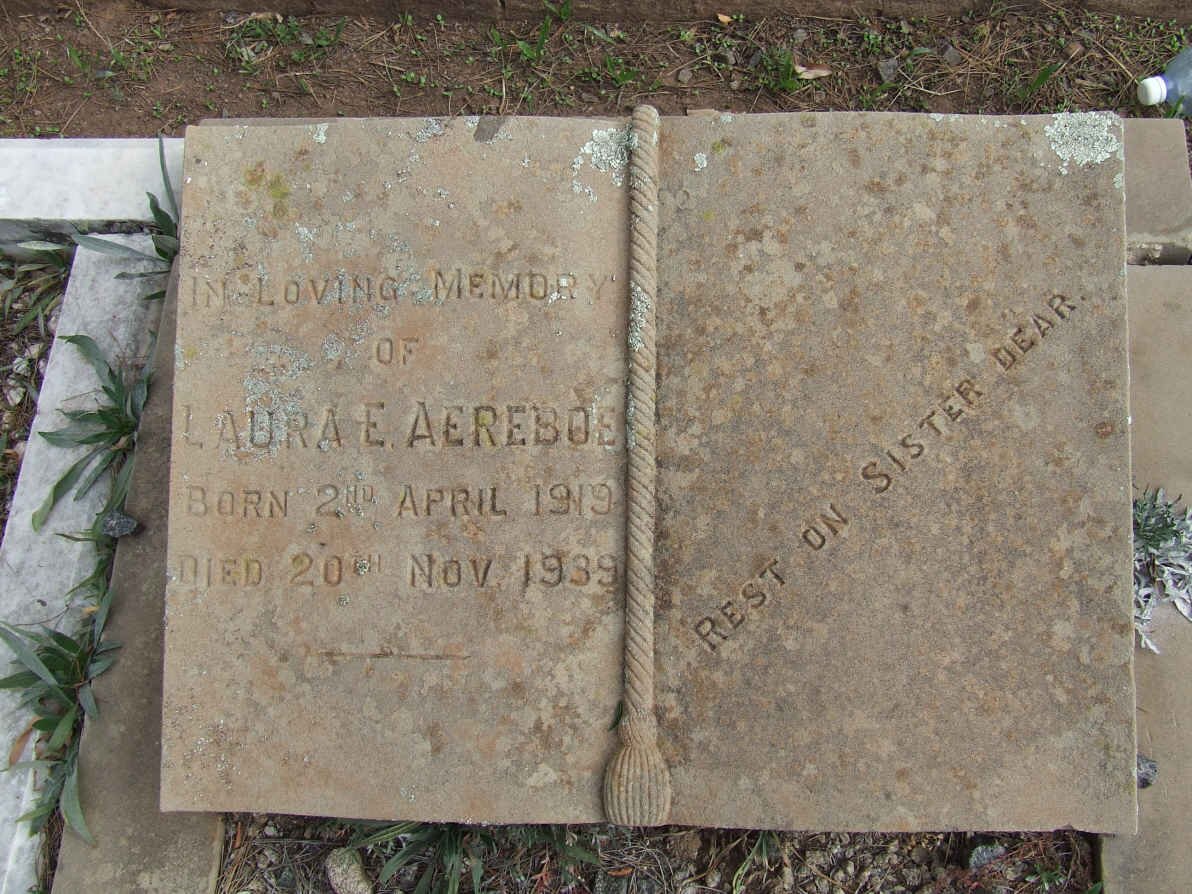 IN LOVING MEMORY
OF
LAURA E. AEREBOE
BORN 2ND APRIL 1919
DIED 20TH NOV. 1939
REST ON SISTER DEAR.